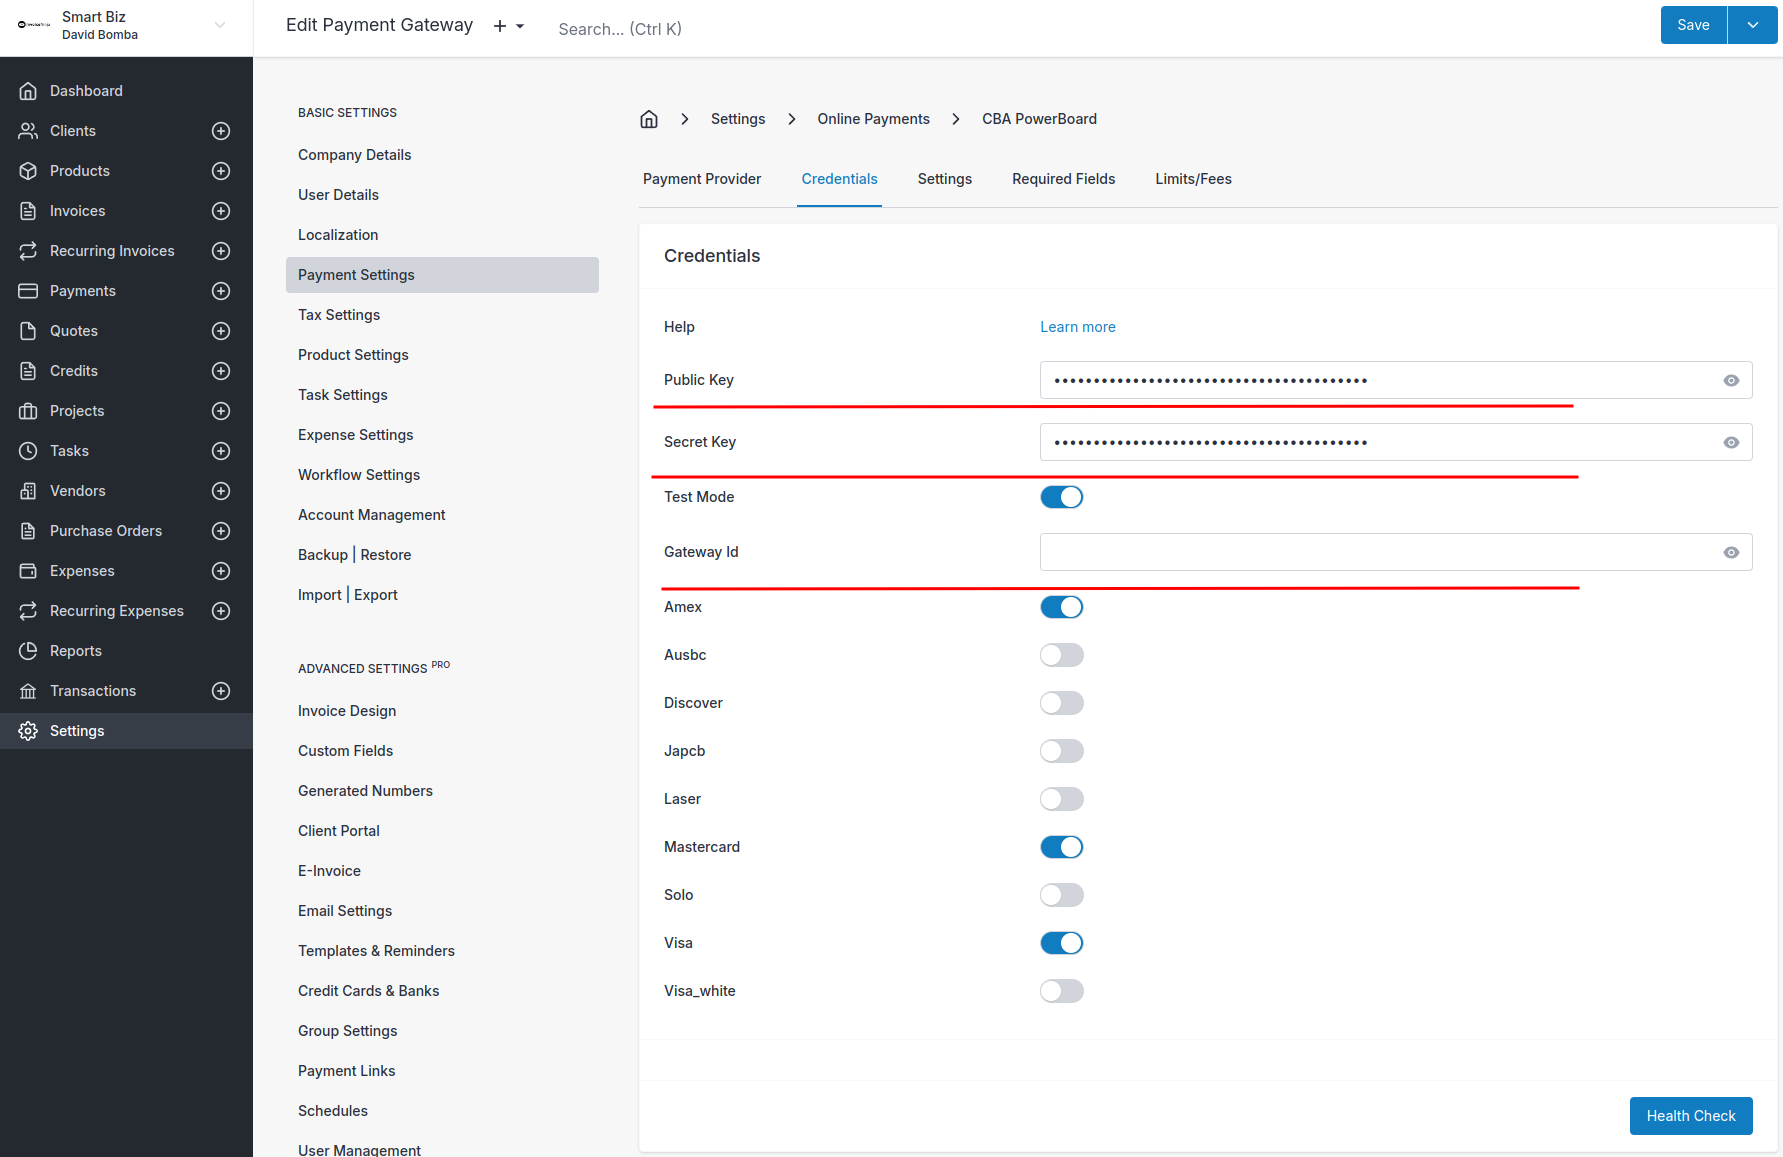 Smart Biz
David Bomba
Edit Payment Gateway
Search... (Ctrl K)
Save
Dashboard
Clients
Products
Invoices
Recurring Invoices
Payments
Quotes
Credits
Projects
Tasks
Vendors
Purchase Orders
Expenses
Recurring Expenses
Reports
Transactions
Settings
BASIC SETTINGS
Company Details
User Details
Localization
Payment Settings
Tax Settings
Product Settings
Task Settings
Expense Settings
Workflow Settings
Account Management
Backup | Restore
Import | Export
ADVANCED SETTINGS PRO
Invoice Design
Custom Fields
Generated Numbers
Client Portal
E-Invoice
Email Settings
Templates & Reminders
Credit Cards & Banks
Group Settings
Payment Links
Schedules
User Management
Settings
Online Payments
CBA PowerBoard
Payment Provider
Credentials
Settings
Required Fields
Limits/Fees
Credentials
Help
Learn more
Public Key
Secret Key
Test Mode
Gateway Id
Amex
Ausbc
Discover
Japcb
Laser
Mastercard
Solo
Visa
Visa_white
Health Check